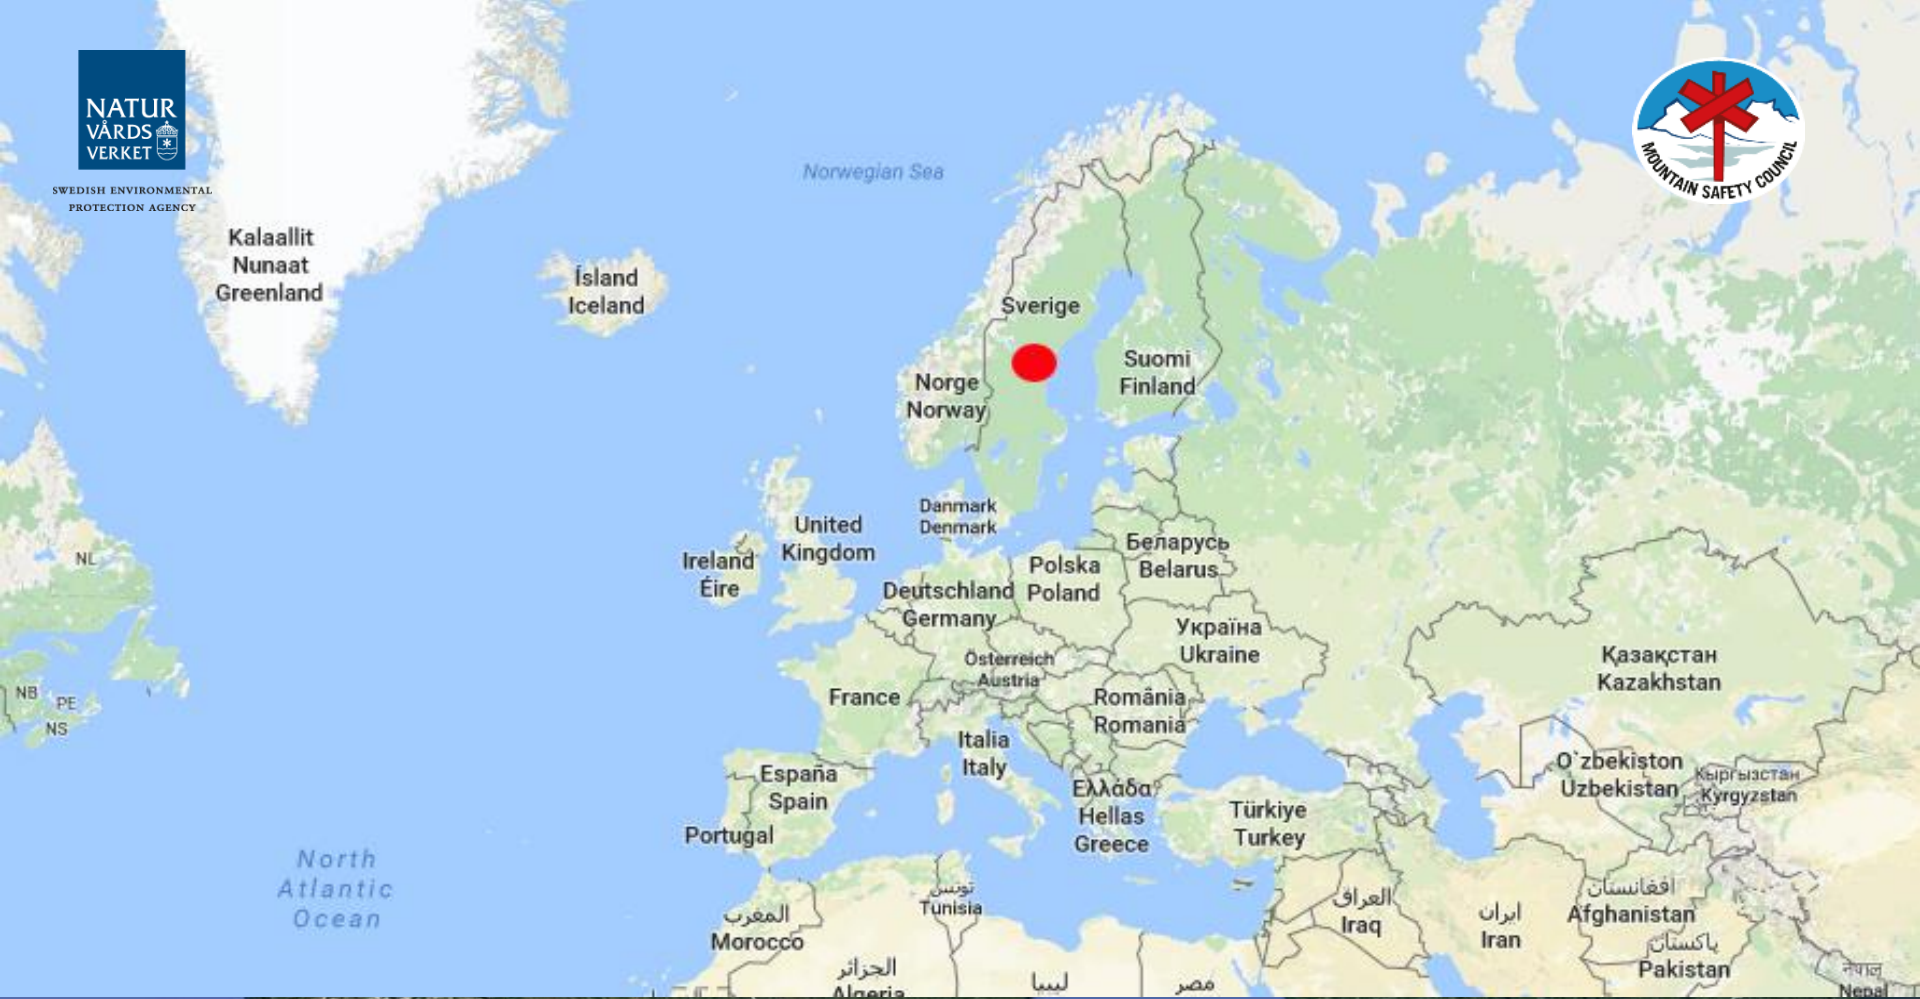 NATUR
VÅRDS
VERKET
SWEDISH ENVIRONMENTAL
PROTECTION AGENCY
MOUNTAIN SAFETY COUNCIL
Norwegian Sea
Kalaallit
Nunaat
Greenland
Ísland
Iceland
Sverige
Suomi
Finland
Norge
Norway
Danmark
Denmark
United
Kingdom
Ireland
Éire
NL
Беларусь
Belarus
Polska
Poland
Deutschland
Germany
Україна
Ukraine
Österreich
Austria
Қазақстан
Kazakhstan
France
România
Romania
NB
PE
NS
Italia
Italy
España
Spain
Ελλάδα
Hellas
Greece
O`zbekiston
Uzbekistan
Кыргызстан
Kyrgyzstan
Türkiye
Turkey
Portugal
North
Atlantic
Ocean
تونس
Tunisia
المغرب
Morocco
العراق
Iraq
ایران
Iran
افغانستان
Afghanistan
پاکستان
Pakistan
الجزائر
Algeria
ليبيا
مصر
नेपाल
Nepal